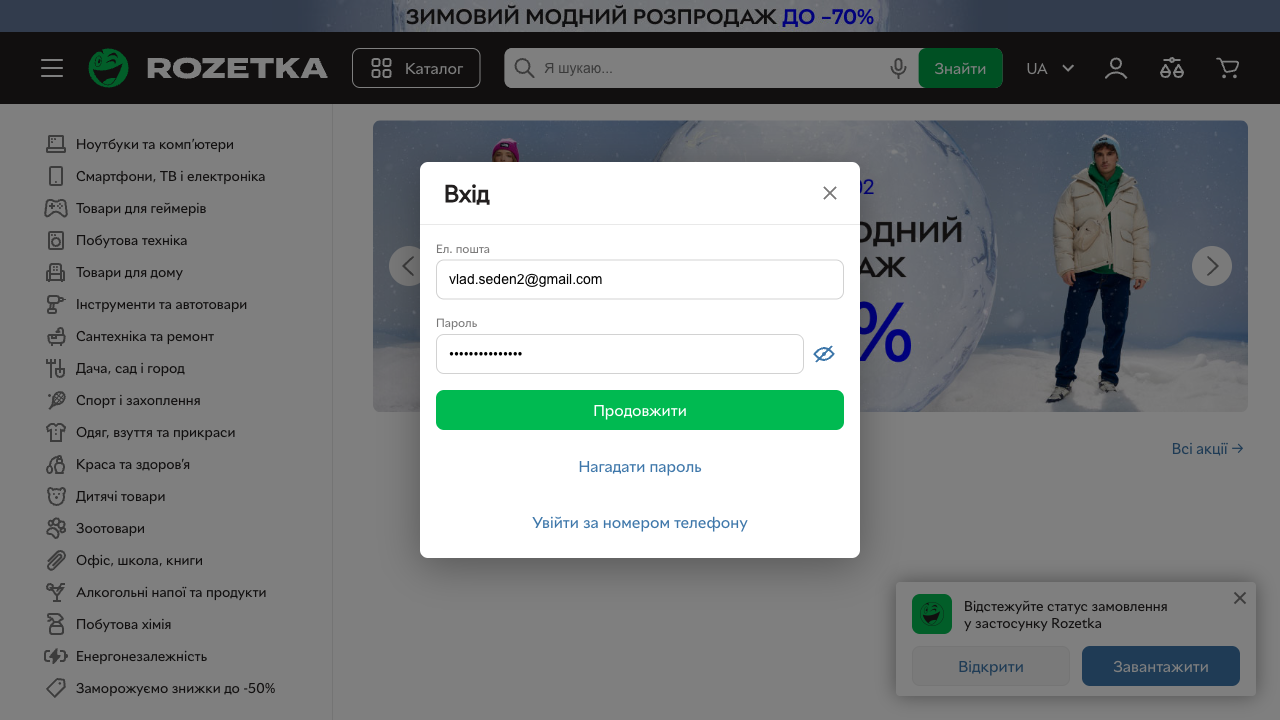 ЗИМОВИЙ МОДНИЙ РОЗПРОДАЖ ДО –70%
ROZETKA
Каталог
Я шукаю...
Знайти
UA
Ноутбуки та комп'ютери
Смартфони, ТВ і електроніка
Товари для геймерів
Побутова техніка
Товари для дому
Інструменти та автотовари
Сантехніка та ремонт
Дача, сад і город
Спорт і захоплення
Одяг, взуття та прикраси
Краса та здоров'я
Дитячі товари
Зоотовари
Офіс, школа, книги
Алкогольні напої та продукти
Побутова хімія
Енергонезалежність
Заморожуємо знижки до -50%
Вхід
Ел. пошта
vlad.seden2@gmail.com
Пароль
•••••••••••••••
Продовжити
Нагадати пароль
Увійти за номером телефону
%
Всі акції →
Відстежуйте статус замовлення
у застосунку Rozetka
Відкрити
Завантажити